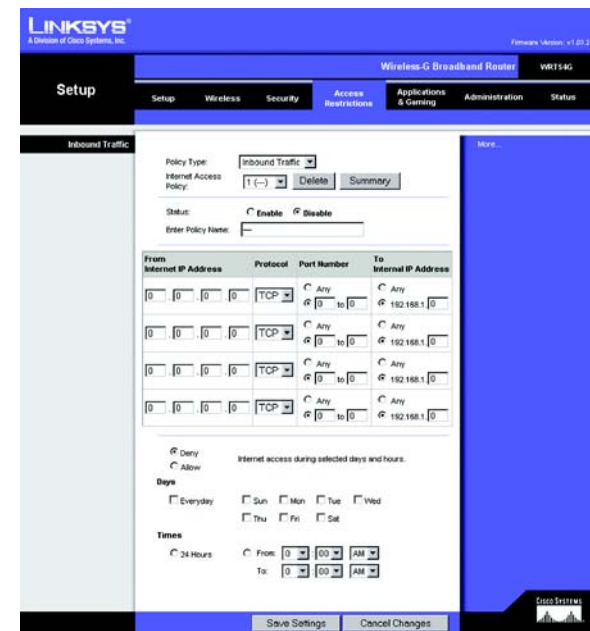 LINKSYS®
A Division of Cisco Systems, Inc.
Firmware Version: v1.03.2
Wireless-G Broadband Router WRT54G
Setup
Setup Wireless Security Access Restrictions Applications & Gaming Administration Status
Inbound Traffic
More...
Policy Type: Inbound Traffic
Internet Access Policy: 1 (---) Delete Summary
Status: Enable Disable
Enter Policy Name: ---
From Internet IP Address Protocol Port Number To Internal IP Address
Any Any
0 . 0 . 0 . 0 TCP 0 to 0 192.168.1. 0
Any Any
0 . 0 . 0 . 0 TCP 0 to 0 192.168.1. 0
Any Any
0 . 0 . 0 . 0 TCP 0 to 0 192.168.1. 0
Any Any
0 . 0 . 0 . 0 TCP 0 to 0 192.168.1. 0
Deny
Allow
Internet access during selected days and hours.
Days
Everyday Sun Mon Tue Wed
Thu Fri Sat
Times
24 Hours From: 0 : 00 AM
To: 0 : 00 AM
Save Settings Cancel Changes
CISCO SYSTEMS